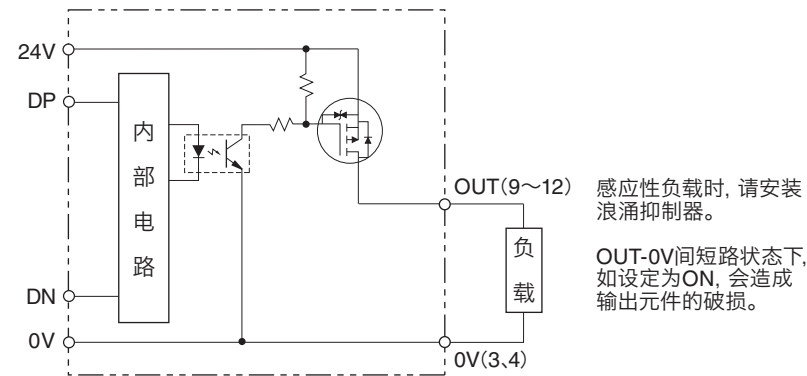 24V
DP
内部电路
DN
0V
OUT(9～12)
负载
0V(3、4)
感应性负载时, 请安装
浪涌抑制器。
OUT-0V间短路状态下,
如设定为ON, 会造成
输出元件的破损。